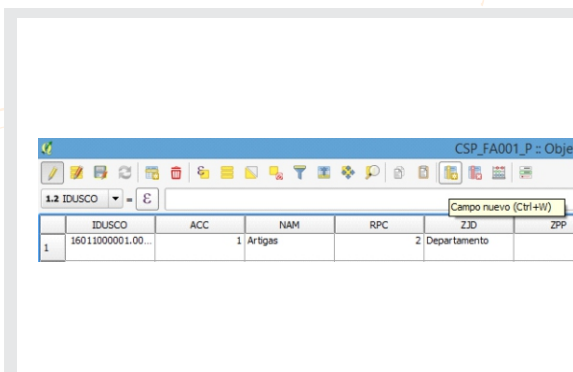 CSP_FA001_P :: Obje
1.2 IDUSCO = ε
Campo nuevo (Ctrl+W)
IDUSCO ACC NAM RPC ZJD ZPP
1 16011000001.00... 1 Artigas 2 Departamento